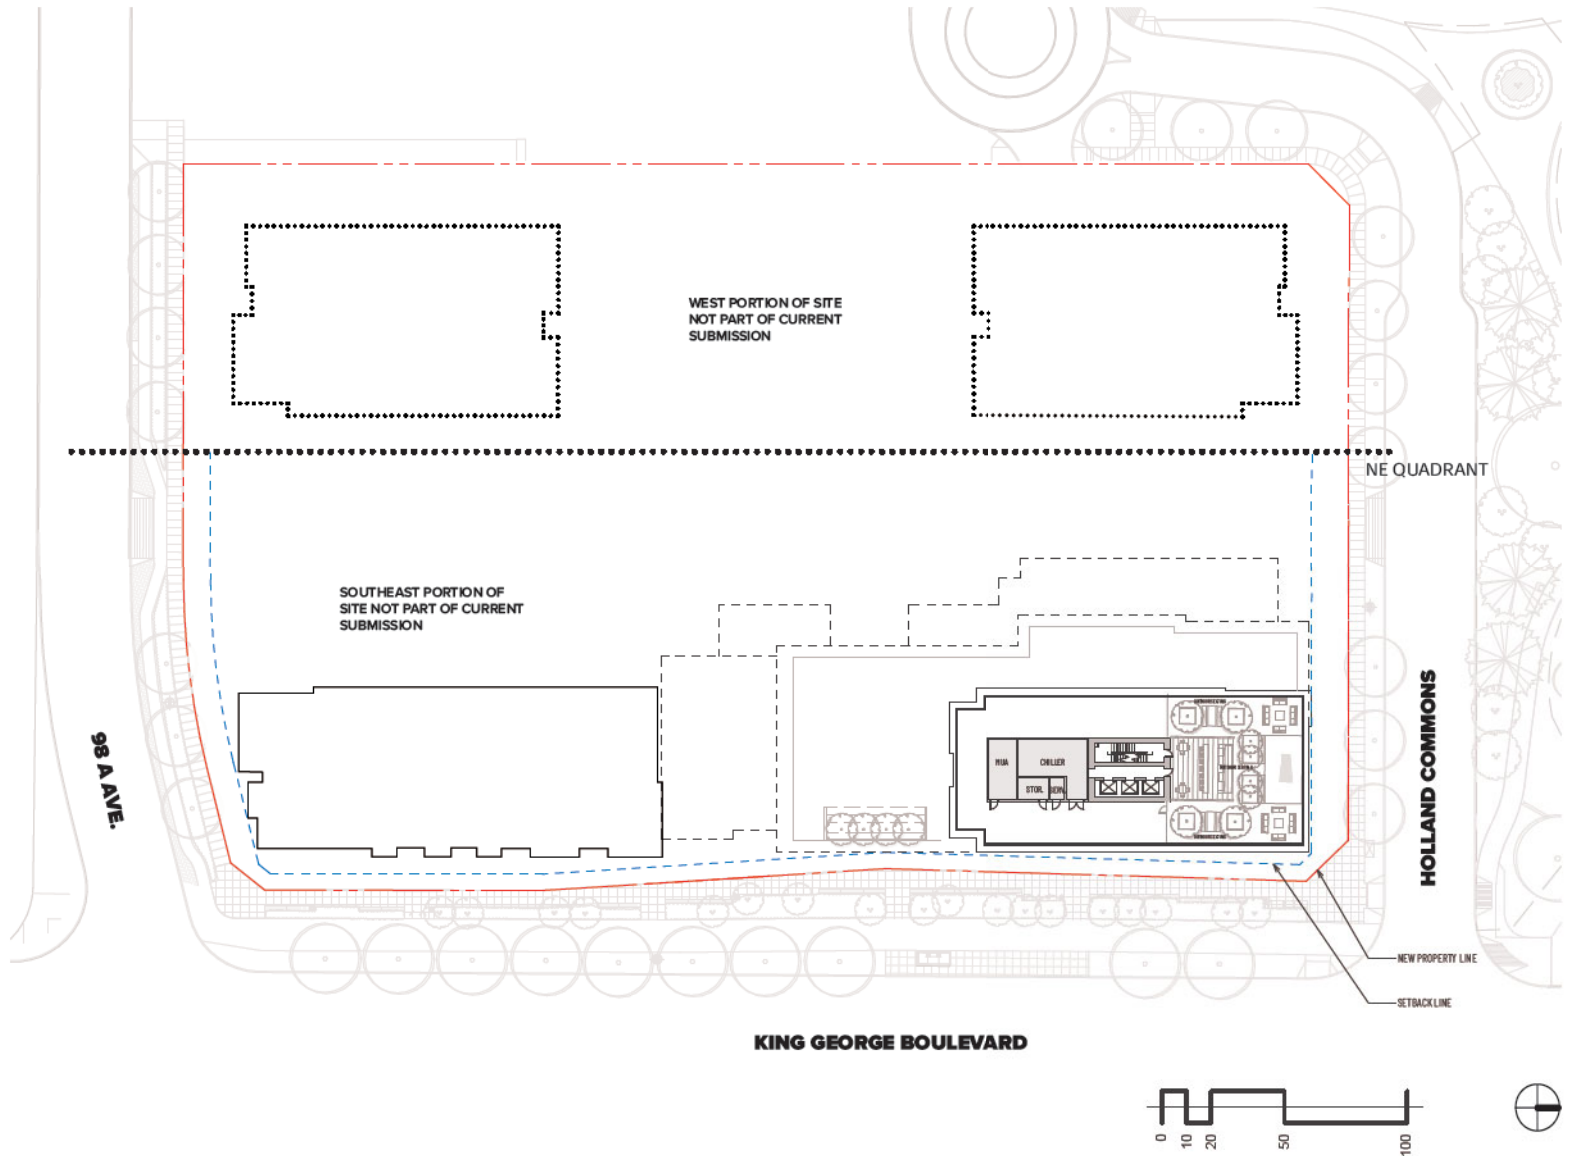 WEST PORTION OF SITE
NOT PART OF CURRENT
SUBMISSION
NE QUADRANT
SOUTHEAST PORTION OF
SITE NOT PART OF CURRENT
SUBMISSION
MUA
CHILLER
STOR.
98 A AVE.
HOLLAND COMMONS
NEW PROPERTY LINE
SETBACK LINE
KING GEORGE BOULEVARD
0
10
20
50
100